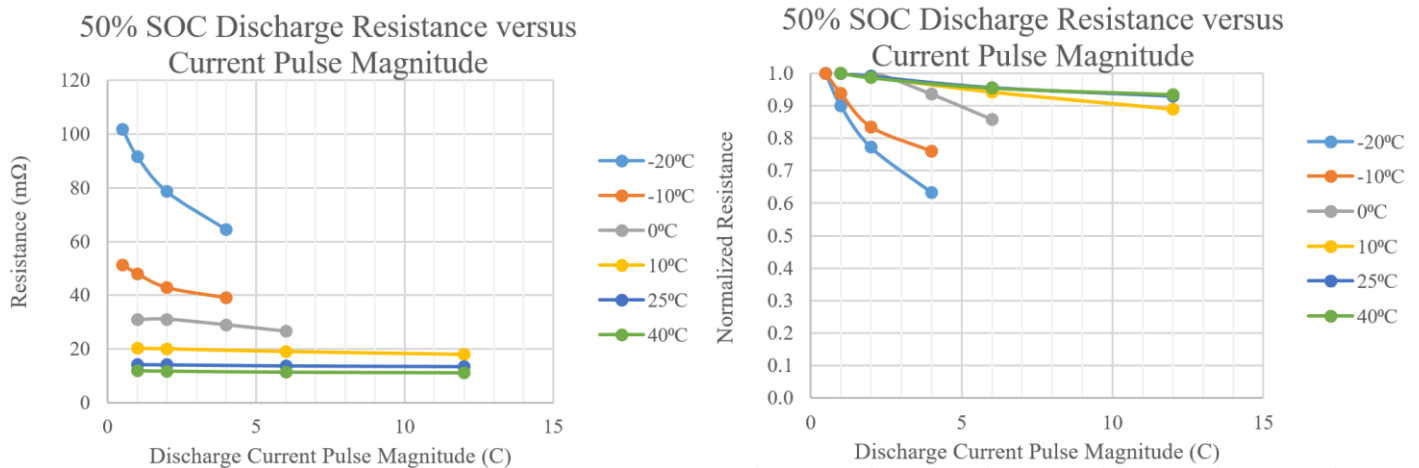 50% SOC Discharge Resistance versus
Current Pulse Magnitude
120
100
80
60
40
20
0
0
5
10
15
Resistance (mΩ)
Discharge Current Pulse Magnitude (C)
-20ºC
-10ºC
0ºC
10ºC
25ºC
40ºC
50% SOC Discharge Resistance versus
Current Pulse Magnitude
1.0
0.9
0.8
0.7
0.6
0.5
0.4
0.3
0.2
0.1
0.0
0
5
10
15
Normalized Resistance
Discharge Current Pulse Magnitude (C)
-20ºC
-10ºC
0ºC
10ºC
25ºC
40ºC